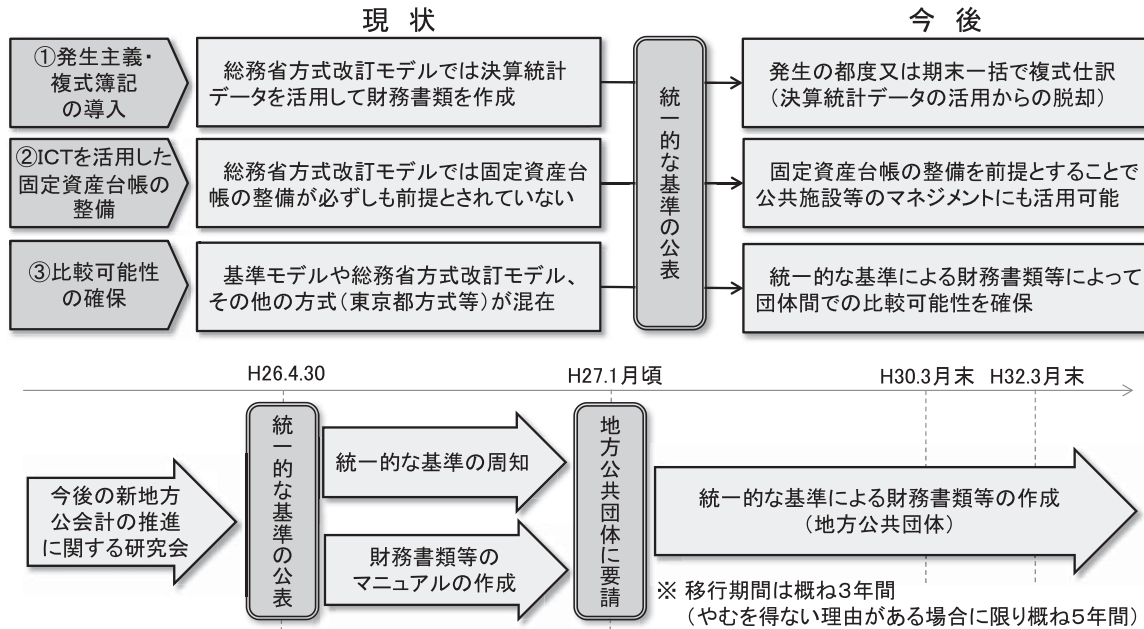 現 状
今 後
①発生主義・
複式簿記
の導入
総務省方式改訂モデルでは決算統計
データを活用して財務書類を作成
発生の都度又は期末一括で複式仕訳
(決算統計データの活用からの脱却)
②ICTを活用した
固定資産台帳の
整備
総務省方式改訂モデルでは固定資産台
帳の整備が必ずしも前提とされていない
固定資産台帳の整備を前提とすることで
公共施設等のマネジメントにも活用可能
③比較可能性
の確保
基準モデルや総務省方式改訂モデル、
その他の方式(東京都方式等)が混在
統一的な基準による財務書類等によって
団体間での比較可能性を確保
統一的な基準の公表
H26.4.30
H27.1月頃
H30.3月末
H32.3月末
今後の新地方
公会計の推進
に関する研究会
統一的な基準の公表
統一的な基準の周知
財務書類等の
マニュアルの作成
地方公共団体に要請
統一的な基準による財務書類等の作成
(地方公共団体)
※ 移行期間は概ね3年間
(やむを得ない理由がある場合に限り概ね5年間)